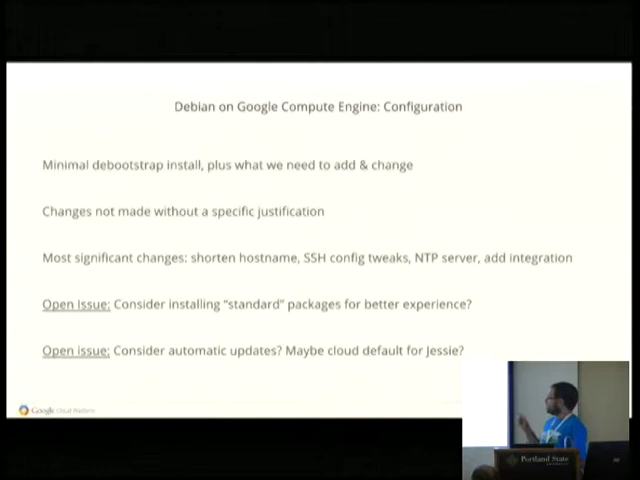 Debian on Google Compute Engine: Configuration
Minimal debootstrap install, plus what we need to add & change
Changes not made without a specific justification
Most significant changes: shorten hostname, SSH config tweaks, NTP server, add integration
Open Issue: Consider installing "standard" packages for better experience?
Open issue: Consider automatic updates? Maybe cloud default for Jessie?
Google Cloud Platform
Portland State
UNIVERSITY